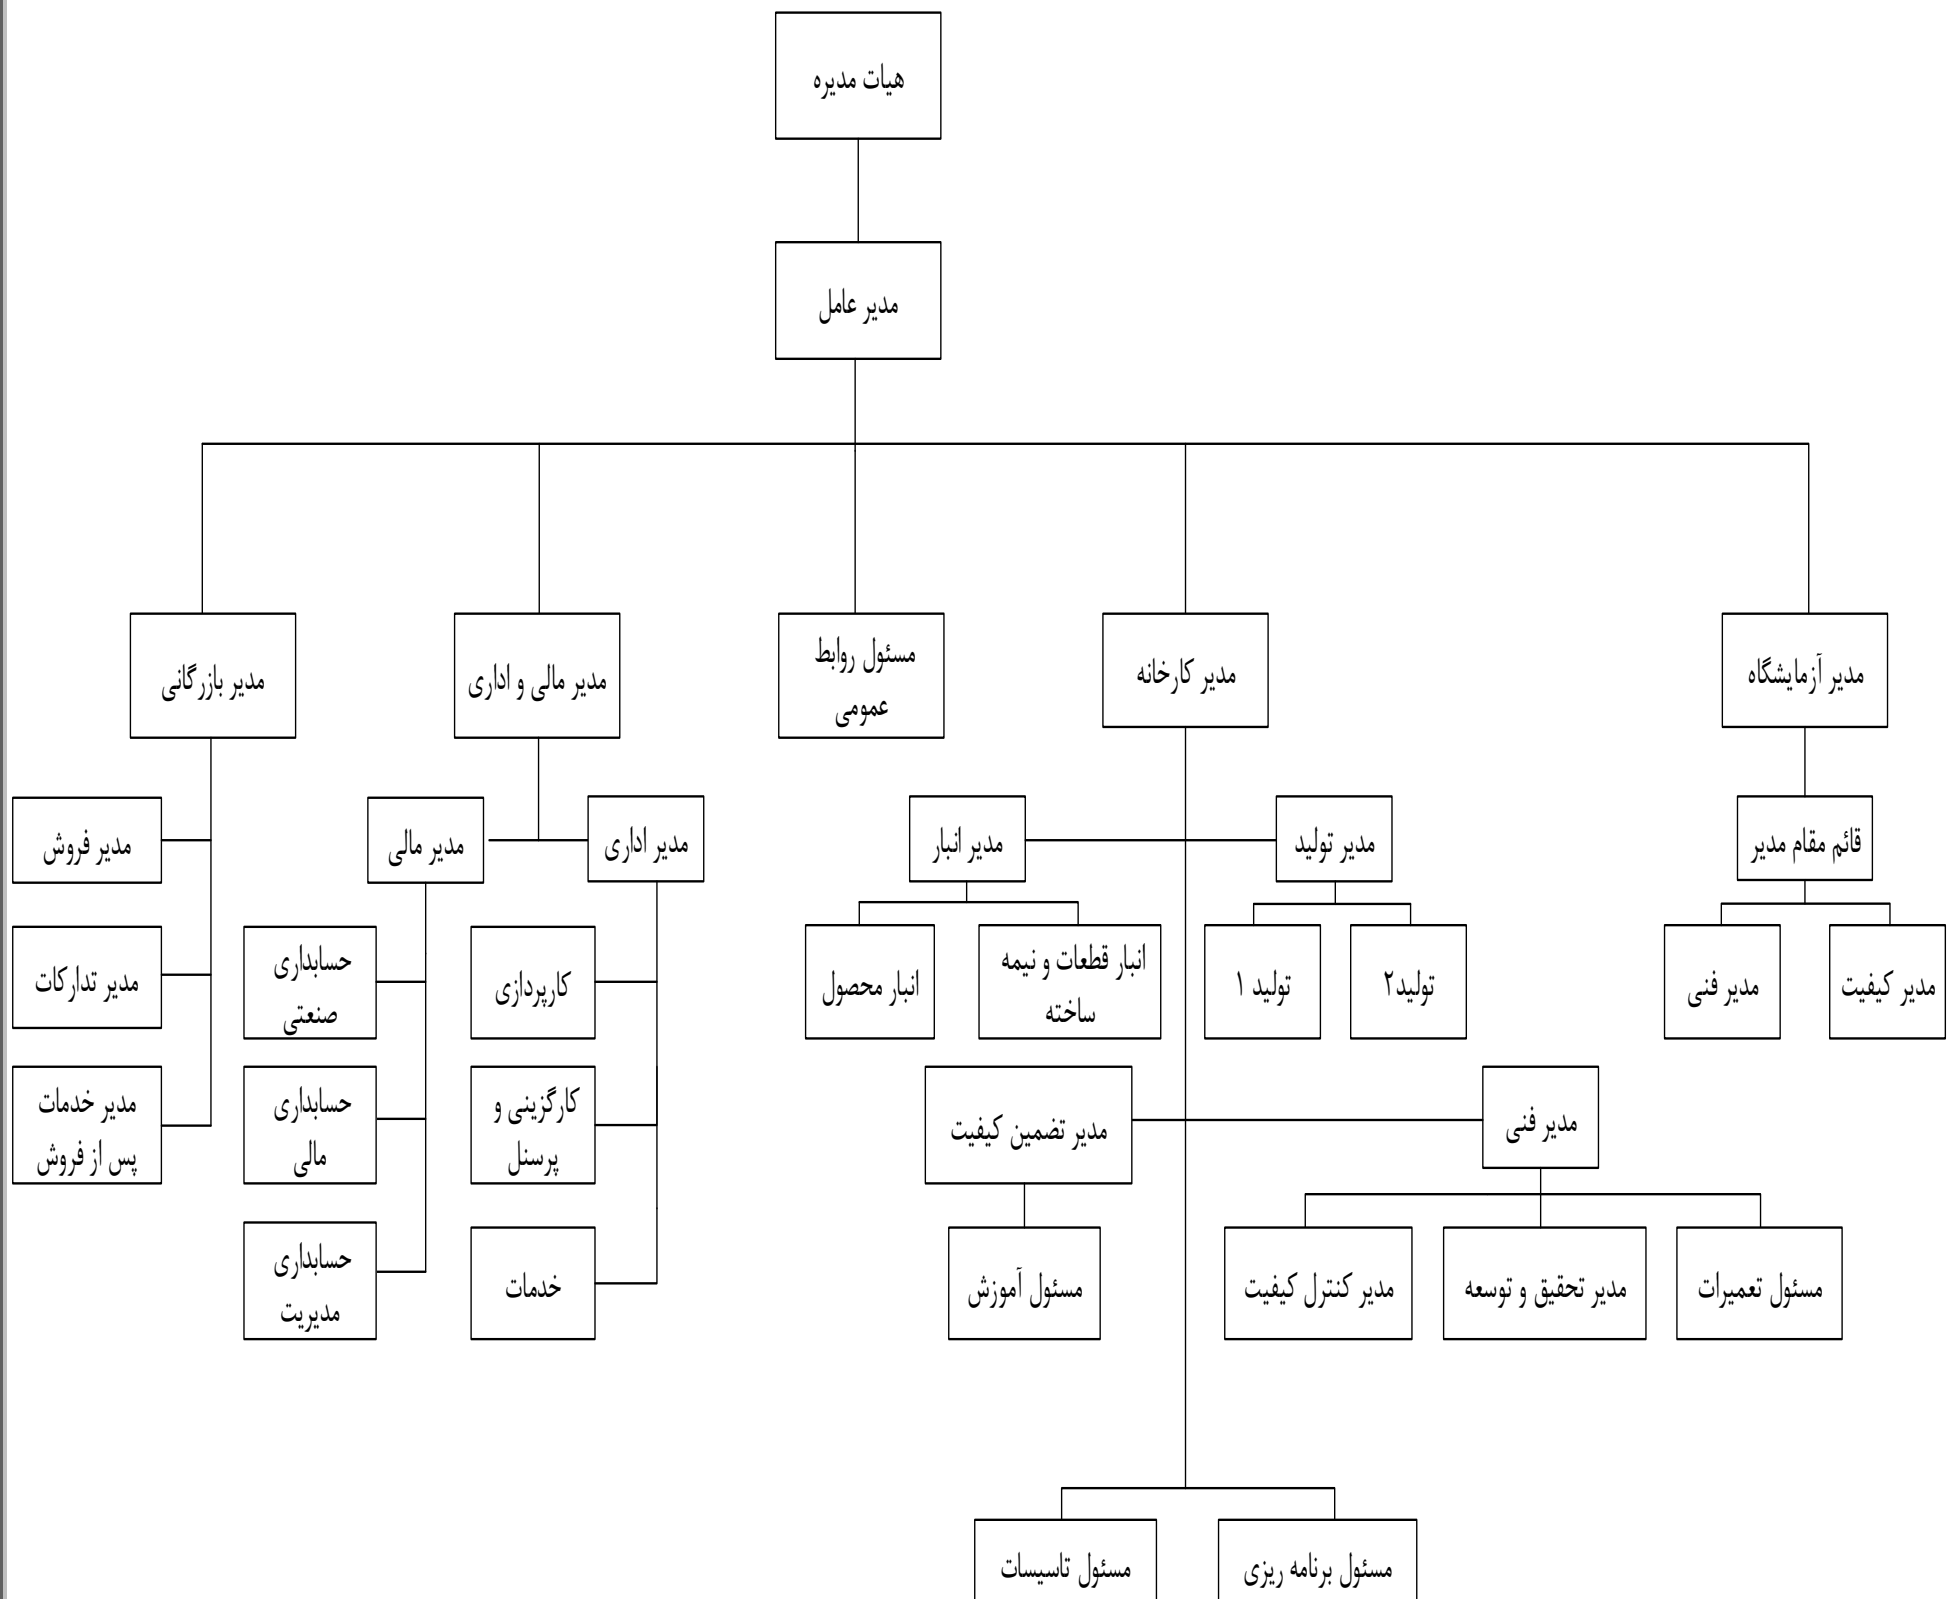 هیات مدیره
مدیر عامل
مدیر آزمایشگاه
مدیر کارخانه
مسئول روابط
عمومی
مدیر مالی و اداری
مدیر بازرگانی
قائم مقام مدیر
مدیر تولید
مدیر انبار
مدیر اداری
مدیر مالی
مدیر فروش
مدیر کیفیت
مدیر فنی
تولید۲
تولید ۱
انبار قطعات و نیمه
ساخته
انبار محصول
کارپردازی
حسابداری
صنعتی
مدیر تدارکات
مدیر فنی
مدیر تضمین کیفیت
کارگزینی و
پرسنل
حسابداری
مالی
مدیر خدمات
پس از فروش
مسئول تعمیرات
مدیر تحقیق و توسعه
مدیر کنترل کیفیت
مسئول آموزش
خدمات
حسابداری
مدیریت
مسئول برنامه ریزی
مسئول تاسیسات